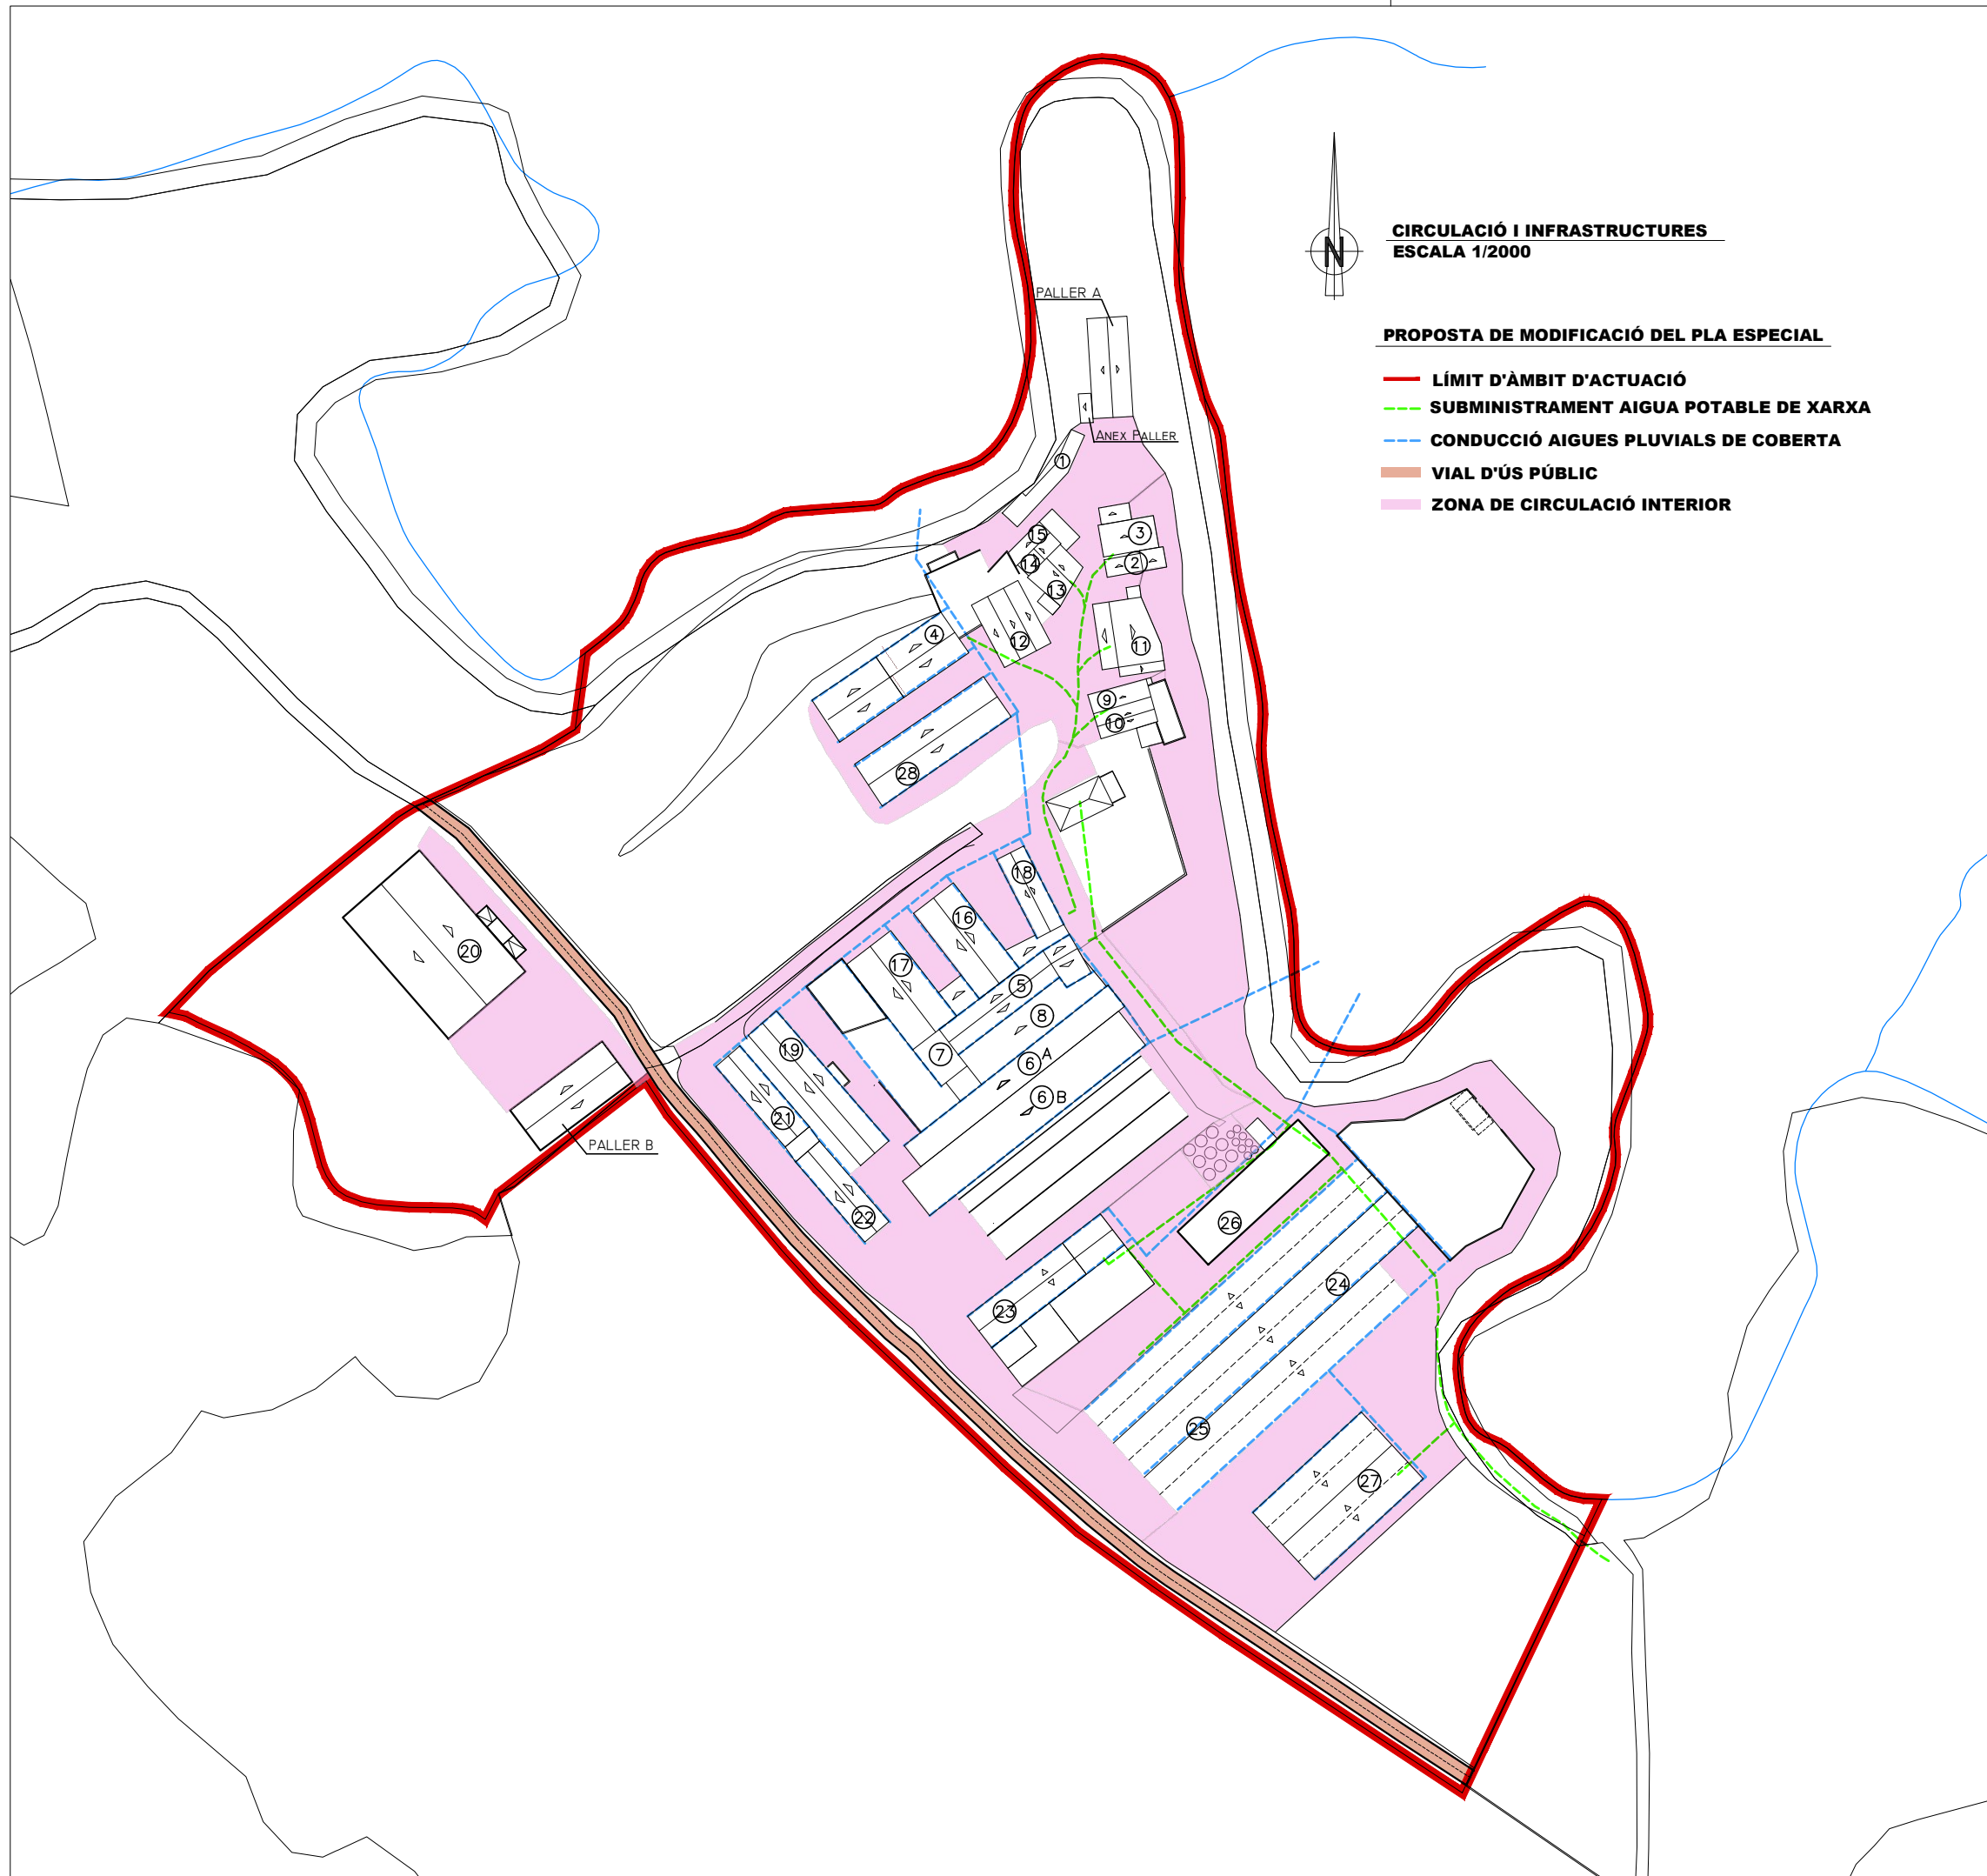 CIRCULACIÓ I INFRASTRUCTURES
ESCALA 1/2000
N
PROPOSTA DE MODIFICACIÓ DEL PLA ESPECIAL
LÍMIT D'ÀMBIT D'ACTUACIÓ
SUBMINISTRAMENT AIGUA POTABLE DE XARXA
CONDUCCIÓ AIGUES PLUVIALS DE COBERTA
VIAL D'ÚS PÚBLIC
ZONA DE CIRCULACIÓ INTERIOR
PALLER A
ANEX PALLER
1
3
15
2
14
13
4
12
11
9
10
28
18
16
20
17
5
8
19
7
6 A
6 B
21
PALLER B
22
26
24
23
25
27